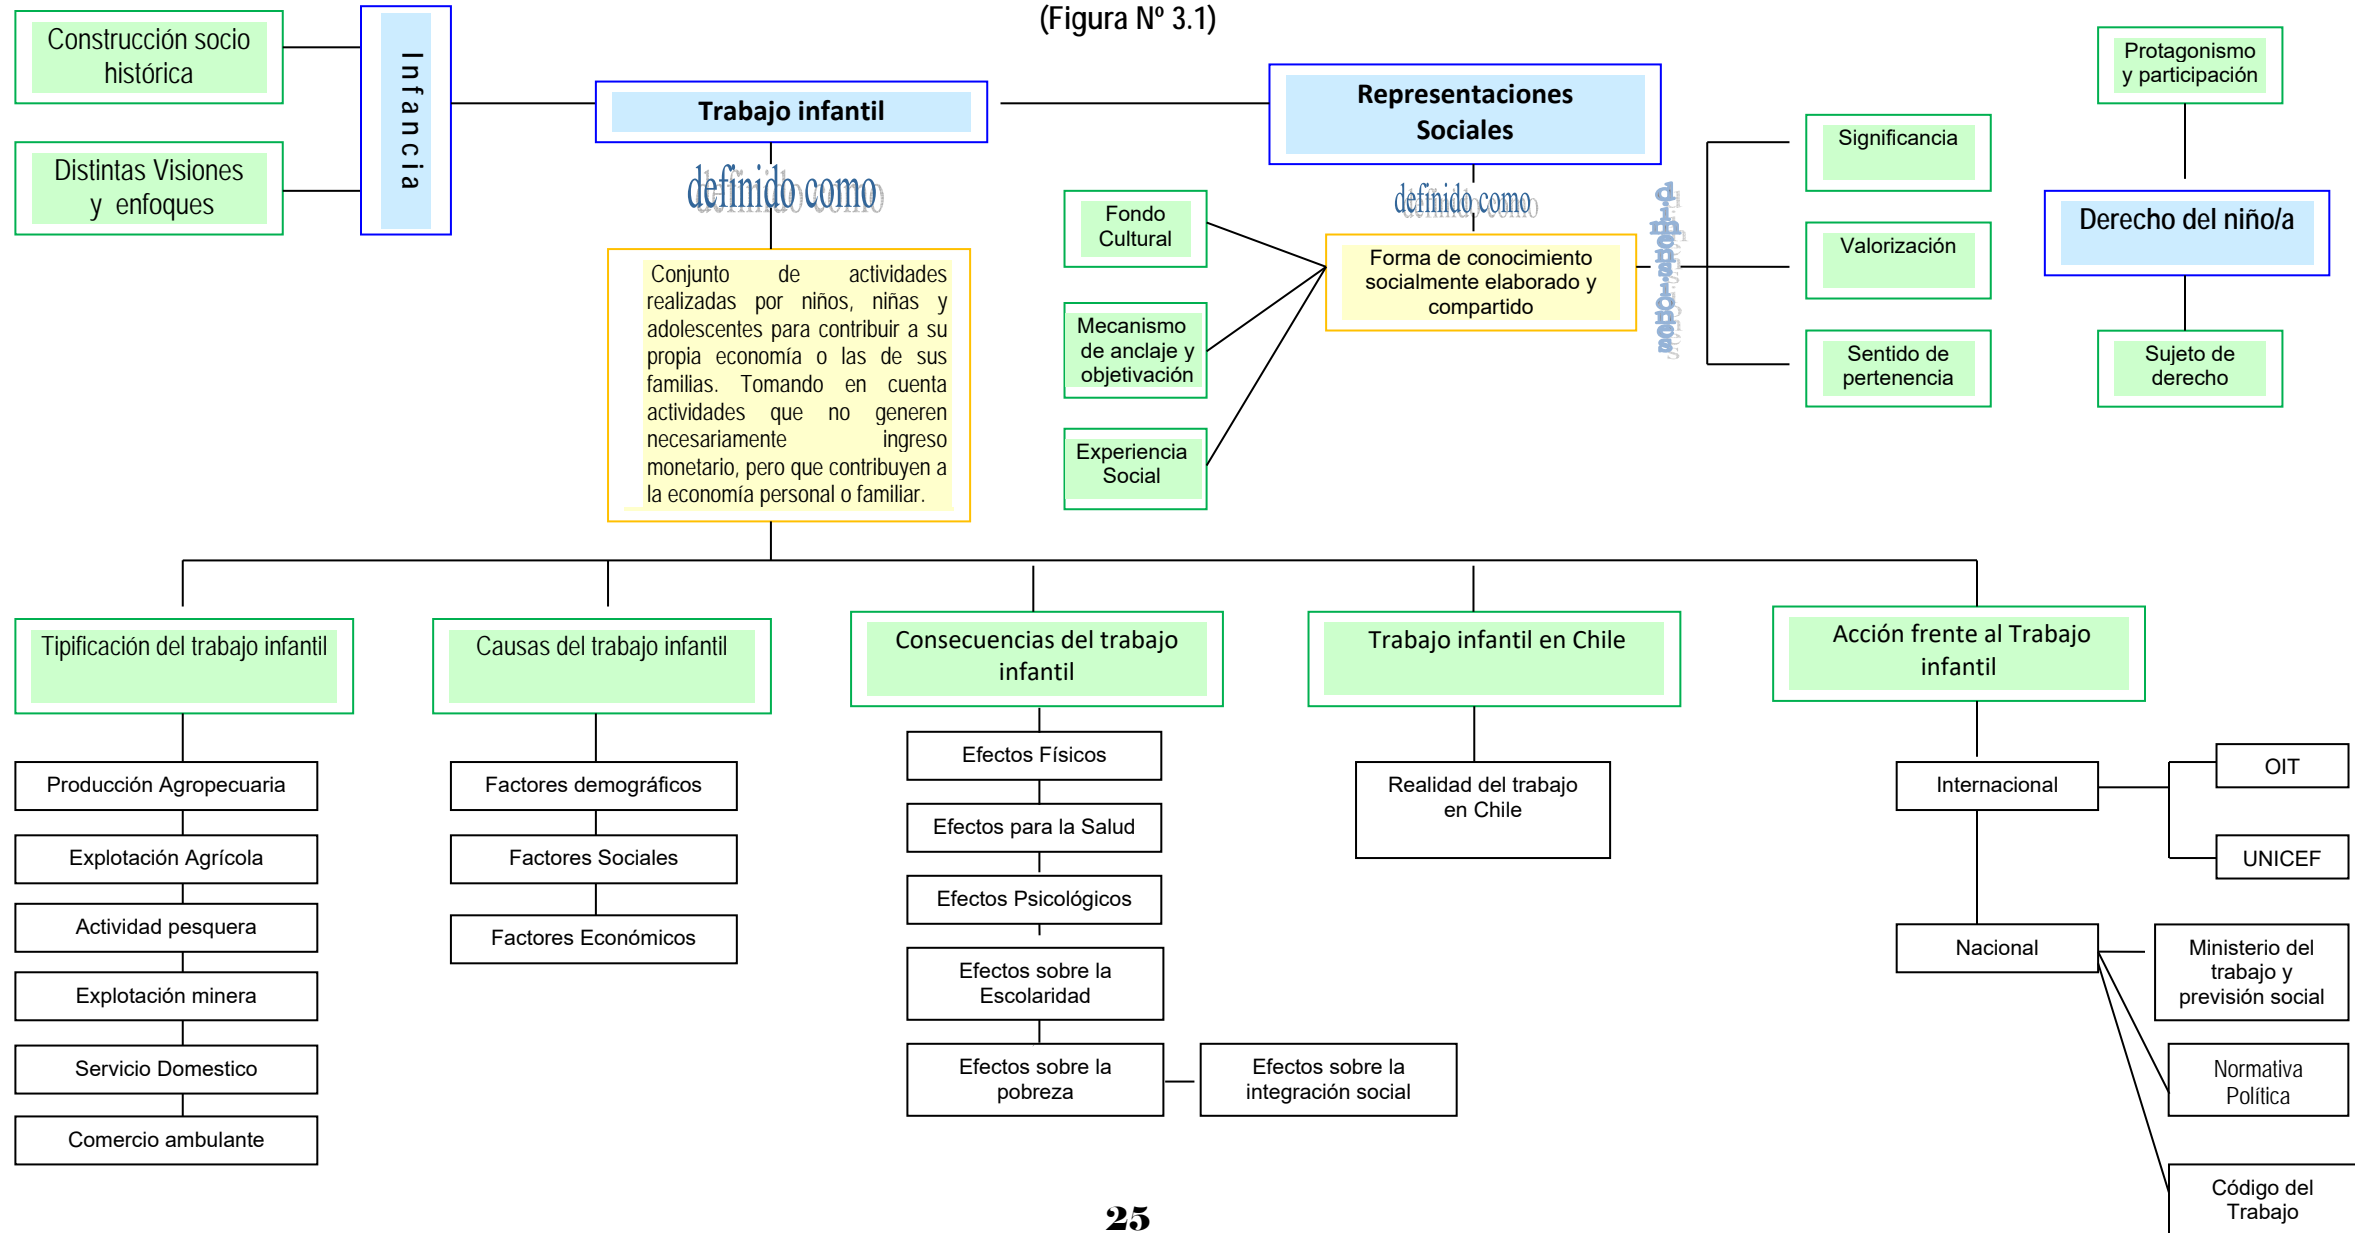 (Figura Nº 3.1)
Construcción socio
histórica
Distintas Visiones
y enfoques
Infancia
Trabajo infantil
definido como
Conjunto de actividades
realizadas por niños, niñas y
adolescentes para contribuir a su
propia economía o las de sus
familias. Tomando en cuenta
actividades que no generen
necesariamente ingreso
monetario, pero que contribuyen a
la economía personal o familiar.
Representaciones
Sociales
definido como
Forma de conocimiento
socialmente elaborado y
compartido
Fondo
Cultural
Mecanismo
de anclaje y
objetivación
Experiencia
Social
dimensiones
Significancia
Valorización
Sentido de
pertenencia
Protagonismo
y participación
Derecho del niño/a
Sujeto de
derecho
Tipificación del trabajo infantil
Producción Agropecuaria
Explotación Agrícola
Actividad pesquera
Explotación minera
Servicio Domestico
Comercio ambulante
Causas del trabajo infantil
Factores demográficos
Factores Sociales
Factores Económicos
Consecuencias del trabajo
infantil
Efectos Físicos
Efectos para la Salud
Efectos Psicológicos
Efectos sobre la
Escolaridad
Efectos sobre la
pobreza
Efectos sobre la
integración social
Trabajo infantil en Chile
Realidad del trabajo
en Chile
Acción frente al Trabajo
infantil
Internacional
OIT
UNICEF
Nacional
Ministerio del
trabajo y
previsión social
Normativa
Política
Código del
Trabajo
25